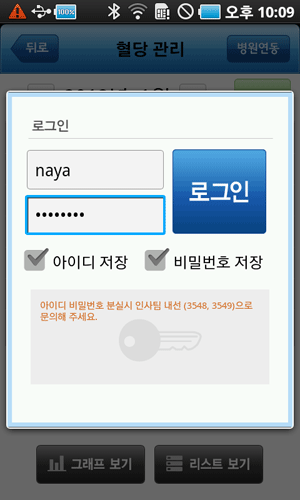 100%
오후 10:09
뒤로
혈당 관리
병원연동
로그인
naya
••••••••
로그인
아이디 저장
비밀번호 저장
아이디 비밀번호 분실시 인사팀 내선 (3548, 3549)으로
문의해 주세요.
그래프 보기
리스트 보기